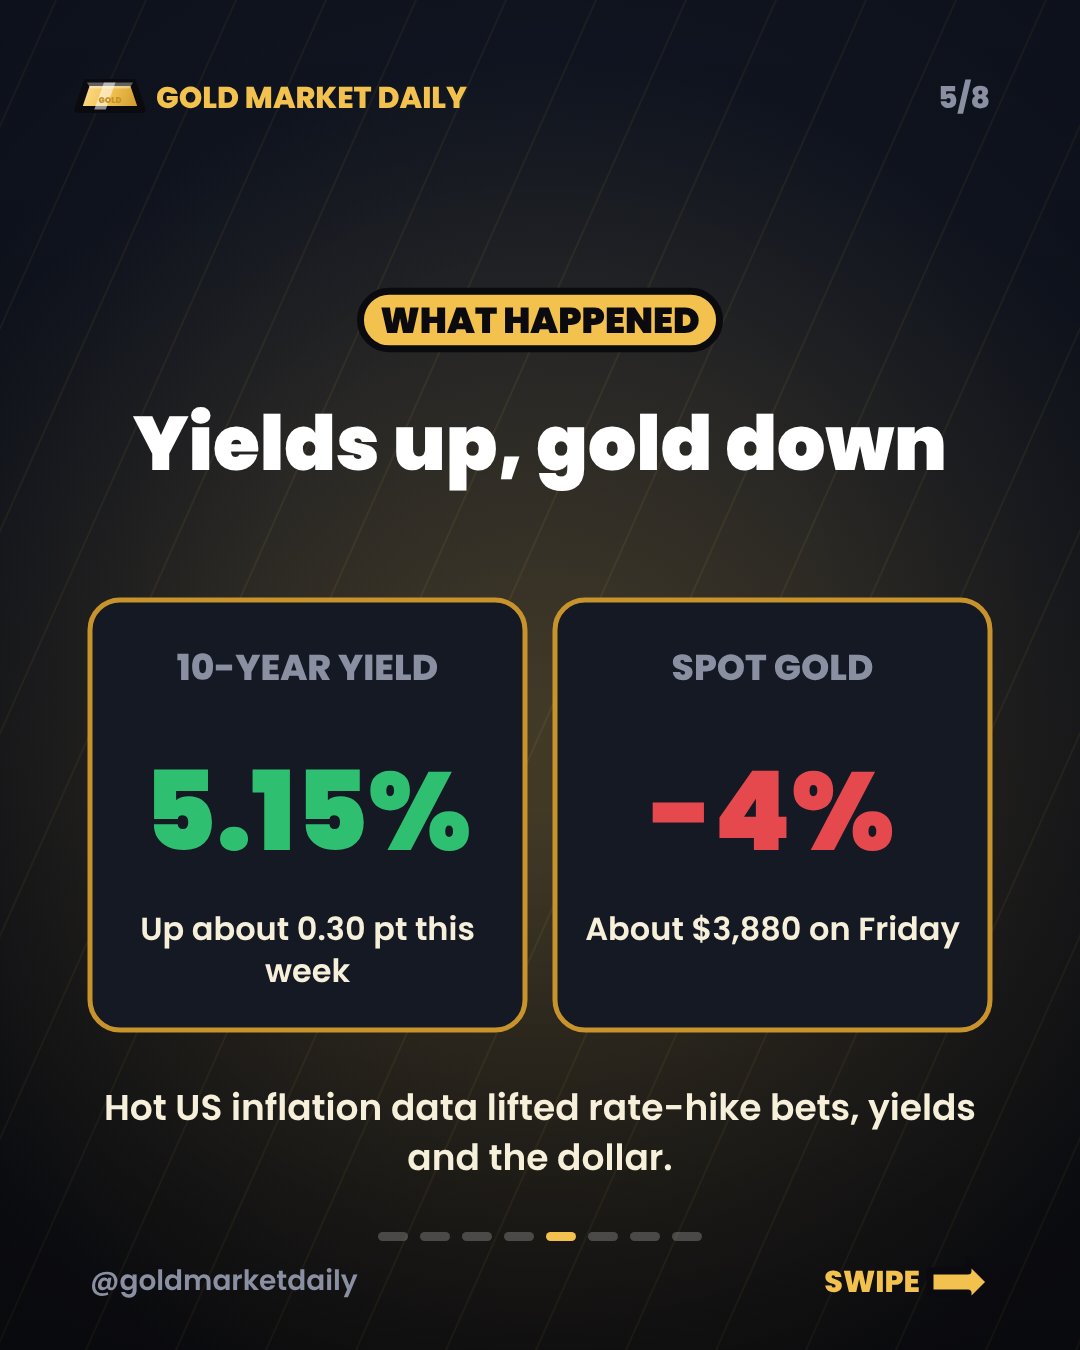 GOLD
GOLD MARKET DAILY
5/8
WHAT HAPPENED
Yields up, gold down
10-YEAR YIELD
5.15%
Up about 0.30 pt this
week
SPOT GOLD
-4%
About $3,880 on Friday
Hot US inflation data lifted rate-hike bets, yields
and the dollar.
@goldmarketdaily
SWIPE